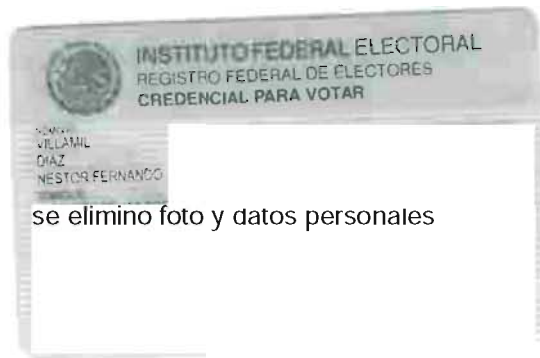 INSTITUTO FEDERAL ELECTORAL
REGISTRO FEDERAL DE ELECTORES
CREDENCIAL PARA VOTAR
NOMBRE
VILLAMIL
DIAZ
NESTOR FERNANDO
se elimino foto y datos personales